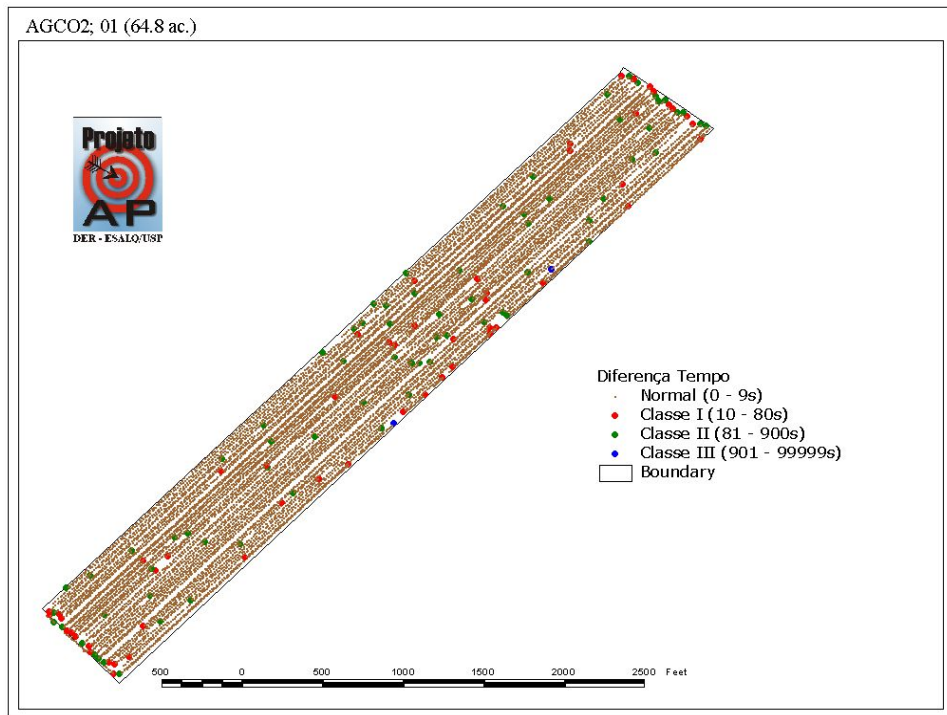 AGCO2; 01 (64.8 ac.)
Projeto
AP
DER - ESALQ/USP
Diferença Tempo
Normal (0 - 9s)
Classe I (10 - 80s)
Classe II (81 - 900s)
Classe III (901 - 99999s)
Boundary
500 0 500 1000 1500 2000 2500 Feet